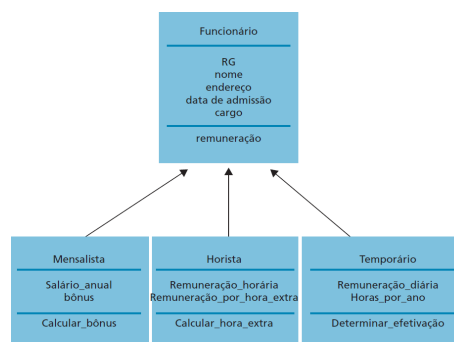 Funcionário
RG
nome
endereço
data de admissão
cargo
remuneração
Mensalista
Salário_anual
bônus
Calcular_bônus
Horista
Remuneração_horária
Remuneração_por_hora_extra
Calcular_hora_extra
Temporário
Remuneração_diária
Horas_por_ano
Determinar_efetivação